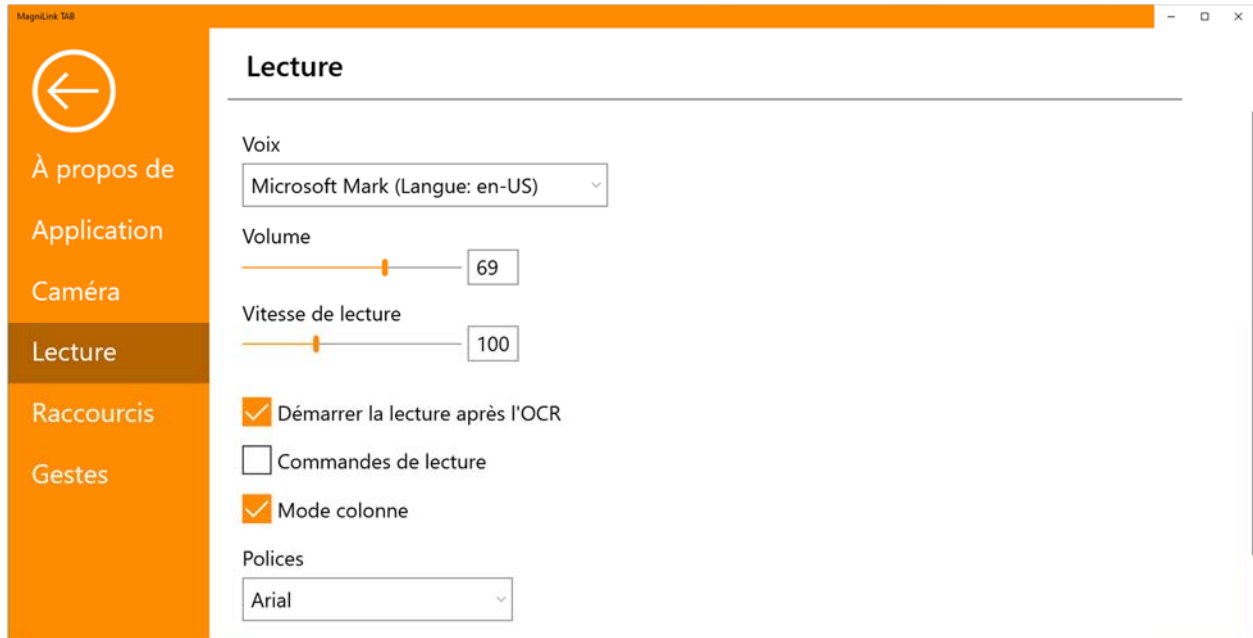 MagniLink TAB
Lecture
À propos de
Application
Caméra
Lecture
Raccourcis
Gestes
Voix
Microsoft Mark (Langue: en-US)
Volume
69
Vitesse de lecture
100
Démarrer la lecture après l'OCR
Commandes de lecture
Mode colonne
Polices
Arial